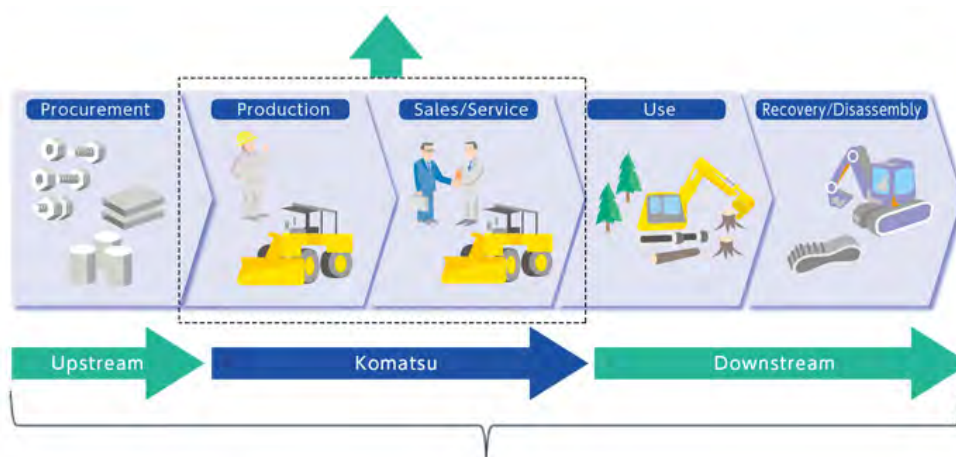 Procurement
Production
Sales/Service
Use
Recovery/Disassembly
Upstream
Komatsu
Downstream